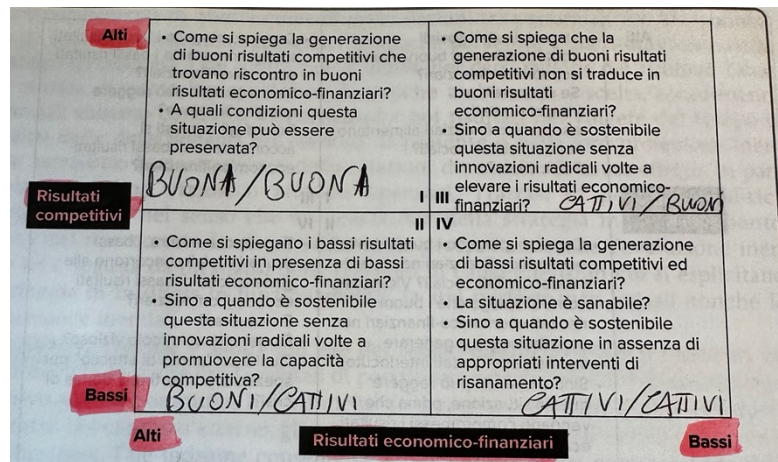 Alti
• Come si spiega la generazione
di buoni risultati competitivi che
trovano riscontro in buoni
risultati economico-finanziari?
• A quali condizioni questa
situazione può essere
preservata?
BUONA/BUONA
I
• Come si spiega che la
generazione di buoni risultati
competitivi non si traduce in
buoni risultati
economico-finanziari?
• Sino a quando è sostenibile
questa situazione senza
innovazioni radicali volte a
elevare i risultati economico-
finanziari?
CATTIVI/BUONI
III
Risultati
competitivi
II
• Come si spiegano i bassi risultati
competitivi in presenza di bassi
risultati economico-finanziari?
• Sino a quando è sostenibile
questa situazione senza
innovazioni radicali volte a
promuovere la capacità
competitiva?
BUONI/CATTIVI
IV
• Come si spiega la generazione
di bassi risultati competitivi ed
economico-finanziari?
• La situazione è sanabile?
• Sino a quando è sostenibile
questa situazione in assenza di
appropriati interventi di
risanamento?
CATTIVI/CATTIVI
Bassi
Alti
Risultati economico-finanziari
Bassi